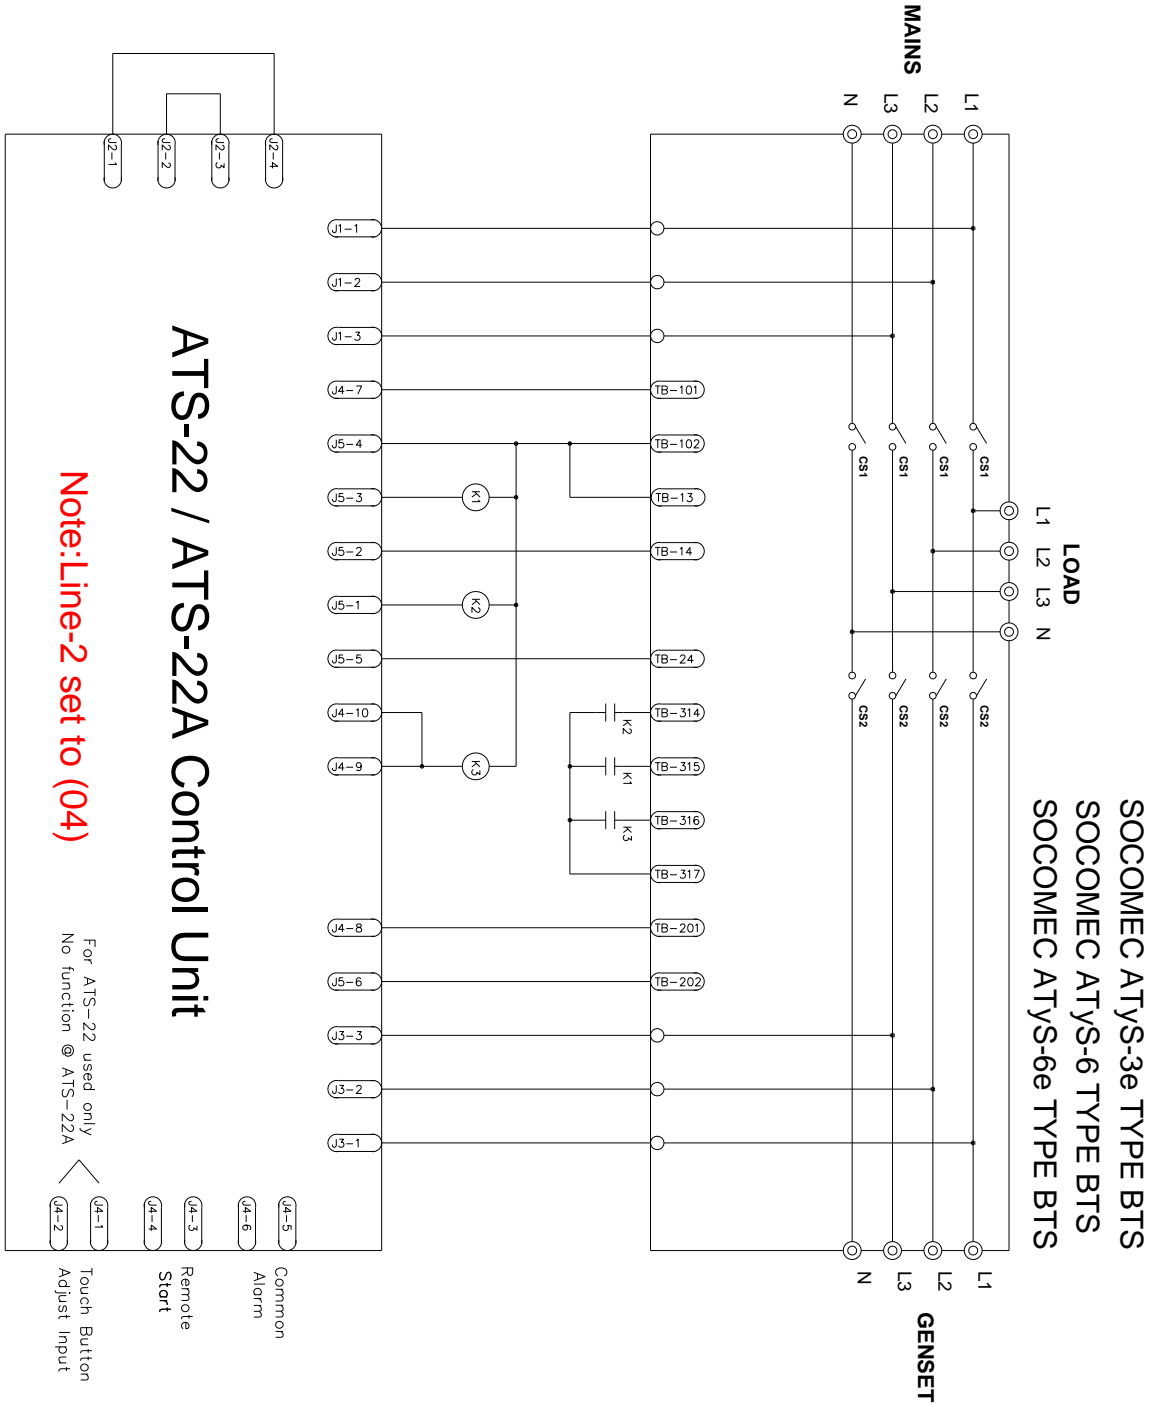 SOCOMEC ATyS-3e TYPE BTS
SOCOMEC ATyS-6 TYPE BTS
SOCOMEC ATyS-6e TYPE BTS
LOAD
L1
L2
L3
N
MAINS
L1
L2
L3
N
GENSET
L1
L2
L3
N
CS1
CS1
CS1
CS1
CS2
CS2
CS2
CS2
TB-101
TB-102
TB-13
TB-14
TB-24
TB-314
TB-315
TB-316
TB-317
TB-201
TB-202
K2
K1
K3
K1
K2
K3
J1-1
J1-2
J1-3
J4-7
J5-4
J5-3
J5-2
J5-1
J5-5
J4-10
J4-9
J4-8
J5-6
J3-3
J3-2
J3-1
J2-4
J2-3
J2-2
J2-1
ATS-22 / ATS-22A Control Unit
Note:Line-2 set to (04)
For ATS-22 used only
No function @ ATS-22A
J4-5
J4-6
J4-3
J4-4
J4-1
J4-2
Common
Alarm
Remote
Start
Touch Button
Adjust Input